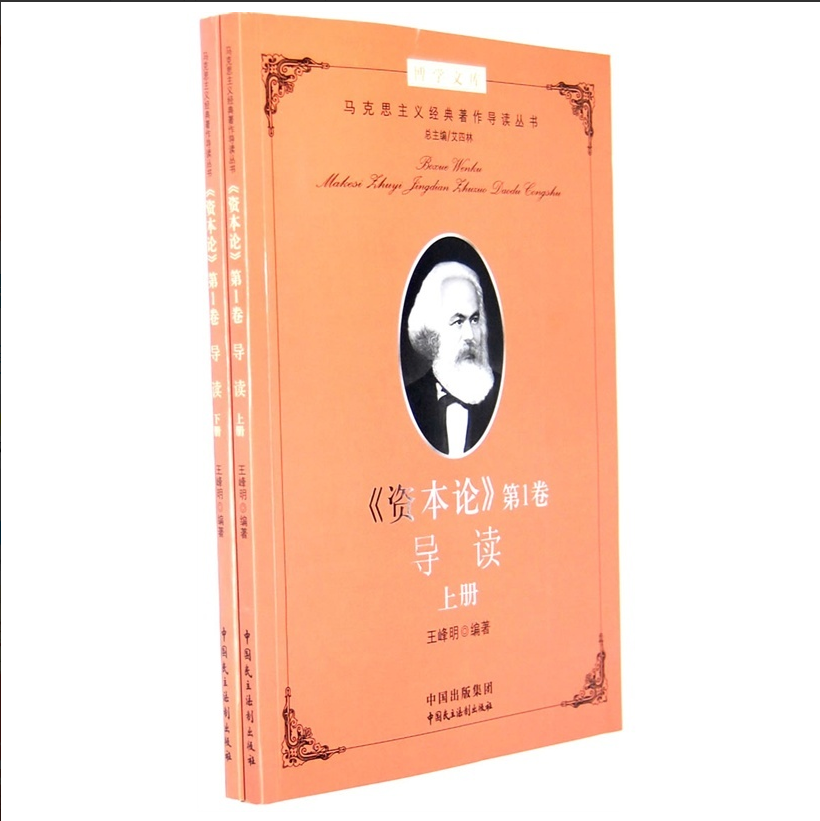 博学文库
马克思主义经典著作导读丛书
总主编/艾四林
Boxue Wenku
Makesi Zhuyi Jingdian Zhuzuo Daodu Congshu
《资本论》第1卷
导读
上册
王峰明◎编著
中国出版集团
中国民主法制出版社
马克思主义经典著作导读丛书
《资本论》第1卷 导读 下册
王峰明◎编著
中国民主法制出版社
马克思主义经典著作导读丛书
《资本论》第1卷 导读 上册
王峰明◎编著
中国民主法制出版社